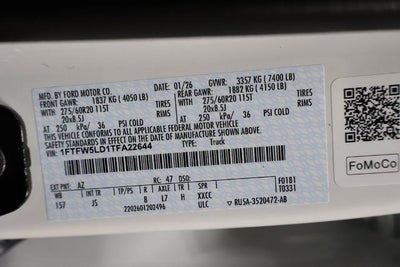 MFD. BY FORD MOTOR CO. DATE: 01/26 GVWR: 3357 KG ( 7400 LB)
FRONT GAWR: 1837 KG ( 4050 LB) REAR GAWR: 1882 KG ( 4150 LB)
275/60R20 115T TIRES 275/60R20 115T TIRES
20x8.5J RIMS 20x8.5J RIMS
AT 250 kPa/ 36 PSI COLD AT 250 kPa/ 36 PSI COLD
THIS VEHICLE CONFORMS TO ALL APPLICABLE FEDERAL MOTOR VEHICLE
SAFETY STANDARDS IN EFFECT ON THE DATE OF MANUFACTURE SHOWN ABOVE.
VIN: 1FTFW5LD1TFA22644 TYPE: Truck
F0181
T0331
EXT PNT: AZ RC: 47 DSO:
WB INT TR TP/PS R AXLE TR SPR
157 JS 8 L7 H XXCC
2202601202496 ULC RU5A-3520472-AB
FoMoCo